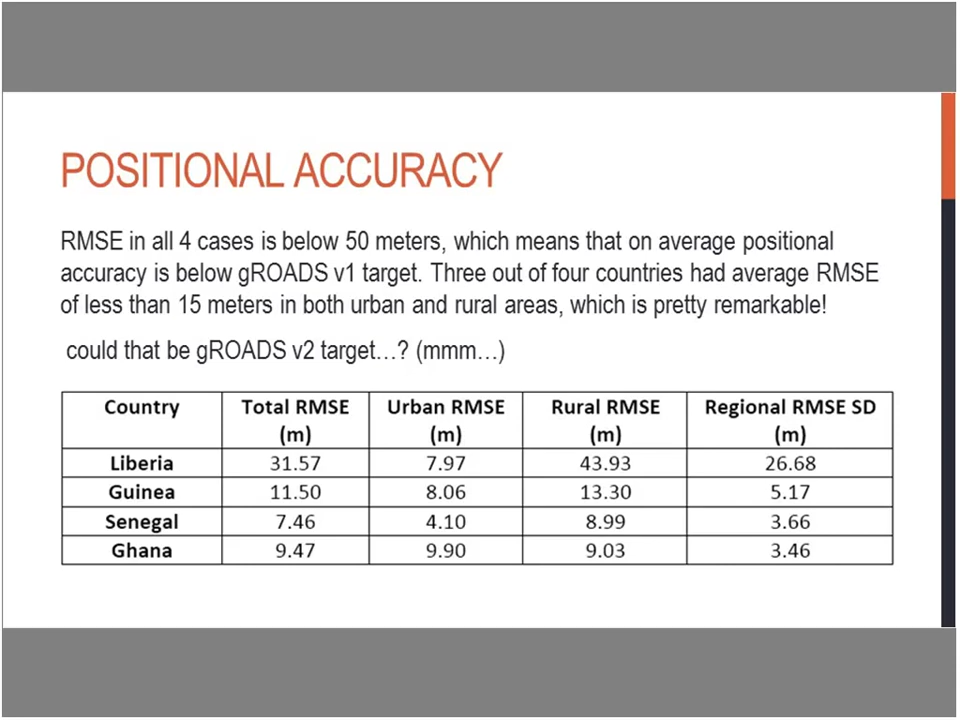 POSITIONAL ACCURACY
RMSE in all 4 cases is below 50 meters, which means that on average positional
accuracy is below gROADS v1 target. Three out of four countries had average RMSE
of less than 15 meters in both urban and rural areas, which is pretty remarkable!
could that be gROADS v2 target…? (mmm…)
Country Total RMSE Urban RMSE Rural RMSE Regional RMSE SD
(m) (m) (m) (m)
Liberia 31.57 7.97 43.93 26.68
Guinea 11.50 8.06 13.30 5.17
Senegal 7.46 4.10 8.99 3.66
Ghana 9.47 9.90 9.03 3.46